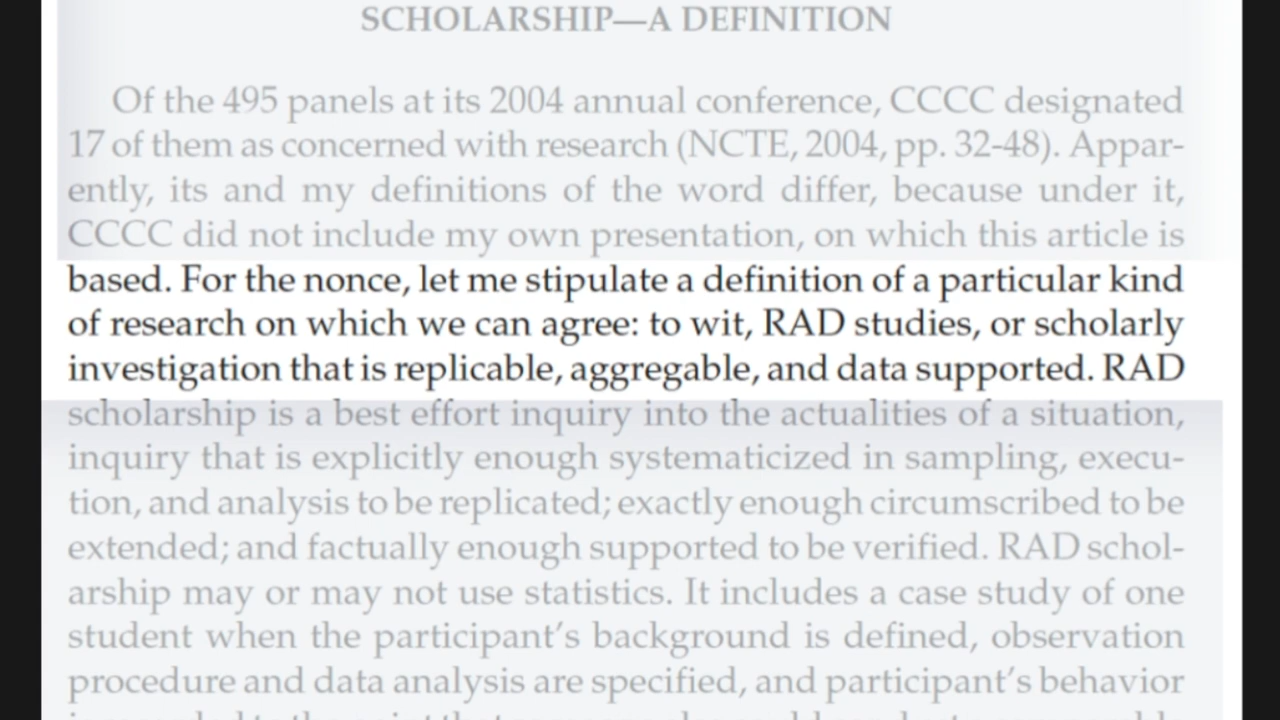 SCHOLARSHIP—A DEFINITION
Of the 495 panels at its 2004 annual conference, CCCC designated
17 of them as concerned with research (NCTE, 2004, pp. 32-48). Appar-
ently, its and my definitions of the word differ, because under it,
CCCC did not include my own presentation, on which this article is
based. For the nonce, let me stipulate a definition of a particular kind
of research on which we can agree: to wit, RAD studies, or scholarly
investigation that is replicable, aggregable, and data supported. RAD
scholarship is a best effort inquiry into the actualities of a situation,
inquiry that is explicitly enough systematicized in sampling, execu-
tion, and analysis to be replicated; exactly enough circumscribed to be
extended; and factually enough supported to be verified. RAD schol-
arship may or may not use statistics. It includes a case study of one
student when the participant's background is defined, observation
procedure and data analysis are specified, and participant's behavior